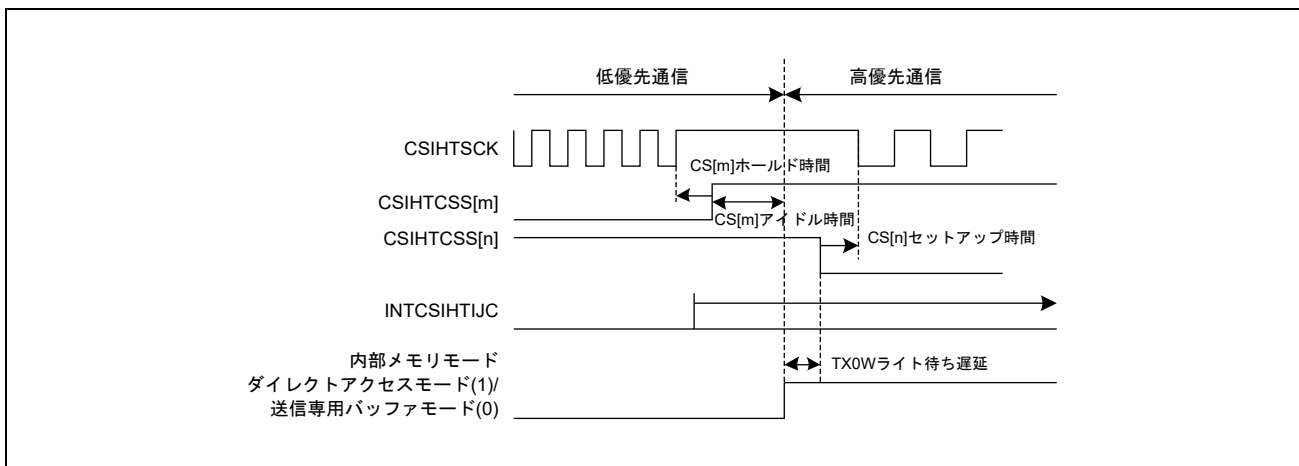 低優先通信
高優先通信
CSIHTSCK
CS[m]ホールド時間
CSIHTCSS[m]
CS[m]アイドル時間
CSIHTCSS[n]
CS[n]セットアップ時間
INTCSIHTIJC
内部メモリモード
TX0Wライト待ち遅延
ダイレクトアクセスモード(1)/
送信専用バッファモード(0)